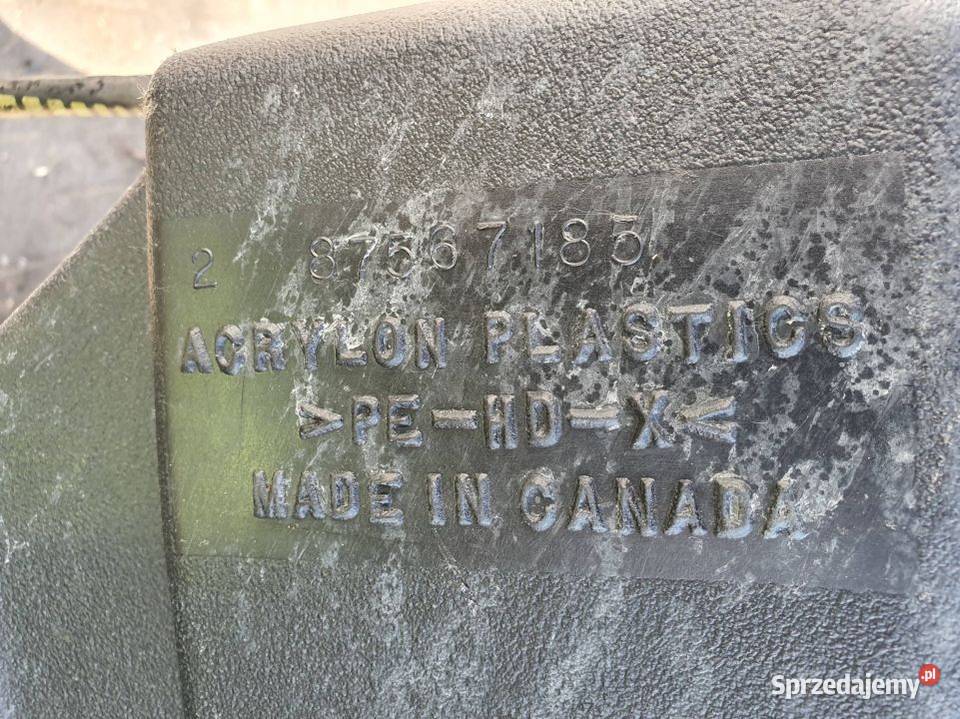 2 87567185
ACRYLON PLASTICS
>PE-HD-X<
MADE IN CANADA
Sprzedajemy.pl